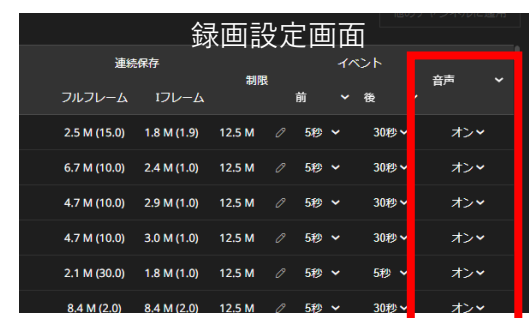 録画設定画面
連続保存 制限 イベント 音声
フルフレーム Iフレーム 前 後
2.5 M (15.0) 1.8 M (1.9) 12.5 M 5秒 30秒 オン
6.7 M (10.0) 2.4 M (1.0) 12.5 M 5秒 30秒 オン
4.7 M (10.0) 2.9 M (1.0) 12.5 M 5秒 30秒 オン
4.7 M (10.0) 3.0 M (1.0) 12.5 M 5秒 30秒 オン
2.1 M (30.0) 1.8 M (1.0) 12.5 M 5秒 5秒 オン
8.4 M (2.0) 8.4 M (2.0) 12.5 M 5秒 30秒 オン